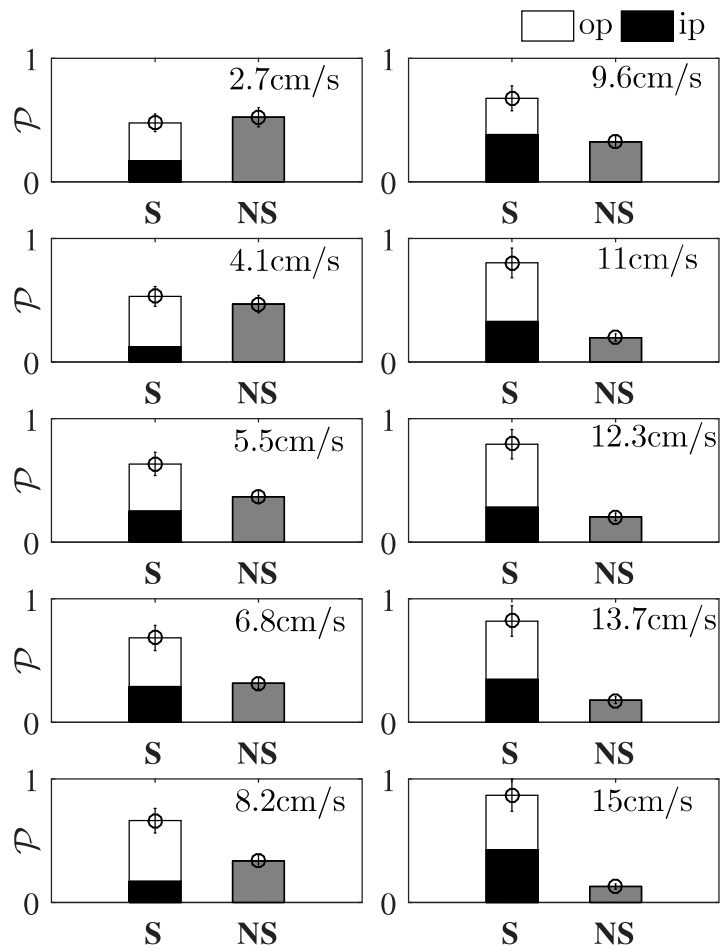 op ip
1 2.7cm/s 9.6cm/s
𝒫
0 0
S NS S NS
1 4.1cm/s 1 11cm/s
𝒫
0 0
S NS S NS
1 5.5cm/s 1 12.3cm/s
𝒫
0 0
S NS S NS
1 6.8cm/s 1 13.7cm/s
𝒫
0 0
S NS S NS
1 8.2cm/s 1 15cm/s
𝒫
0 0
S NS S NS